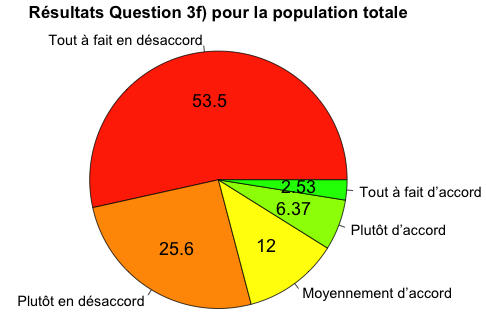 Résultats Question 3f) pour la population totale
Tout à fait en désaccord
53.5
2.53
Tout à fait d'accord
6.37
Plutôt d'accord
12
25.6
Moyennement d'accord
Plutôt en désaccord